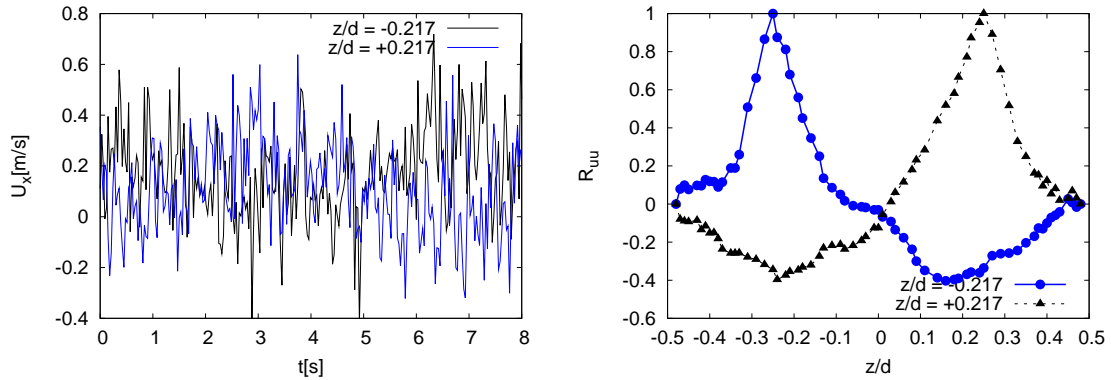 z/d = -0.217
z/d = +0.217
0.8
0.6
0.4
0.2
0
-0.2
-0.4
U_x[m/s]
0 1 2 3 4 5 6 7 8
t[s]
1
0.8
0.6
0.4
0.2
0
-0.2
-0.4
-0.6
R_uu
z/d = -0.217
z/d = +0.217
-0.5 -0.4 -0.3 -0.2 -0.1 0 0.1 0.2 0.3 0.4 0.5
z/d